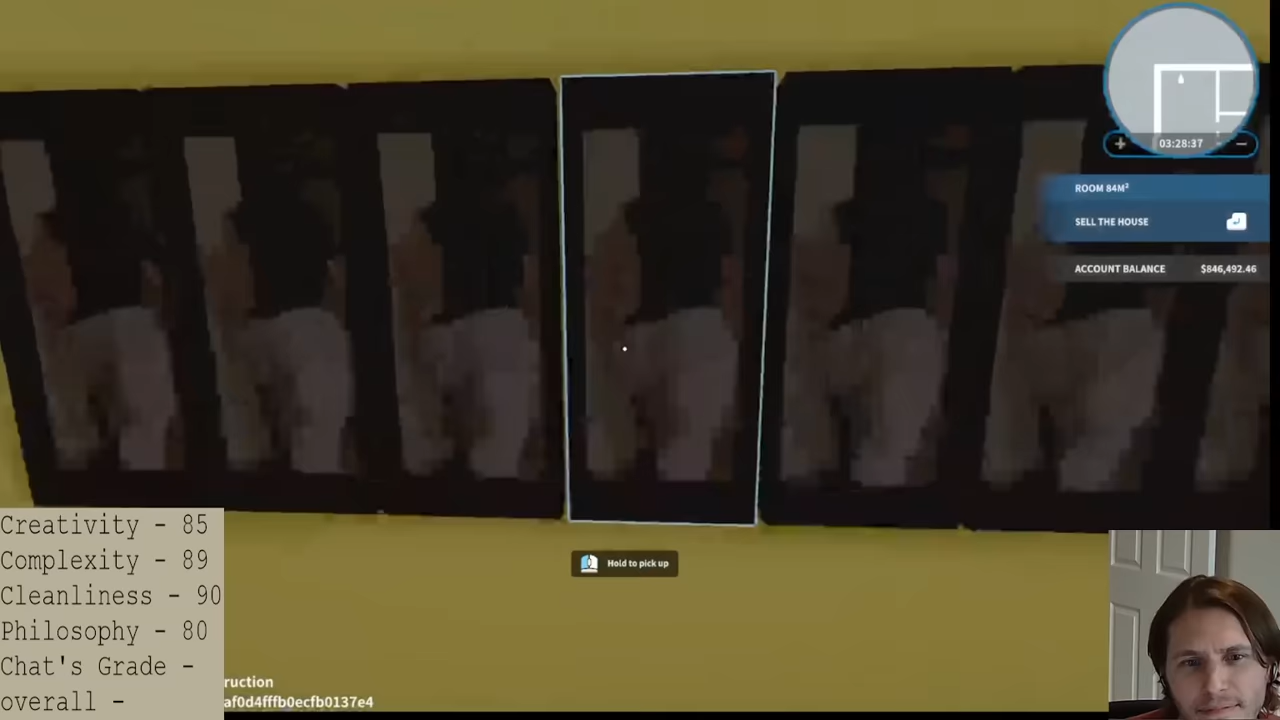 03:28:37
ROOM 84M²
SELL THE HOUSE
ACCOUNT BALANCE $846,492.46
Hold to pick up
Creativity - 85
Complexity - 89
Cleanliness - 90
Philosophy - 80
Chat's Grade -
overall -
ruction
af0d4fffb0ecfb0137e4